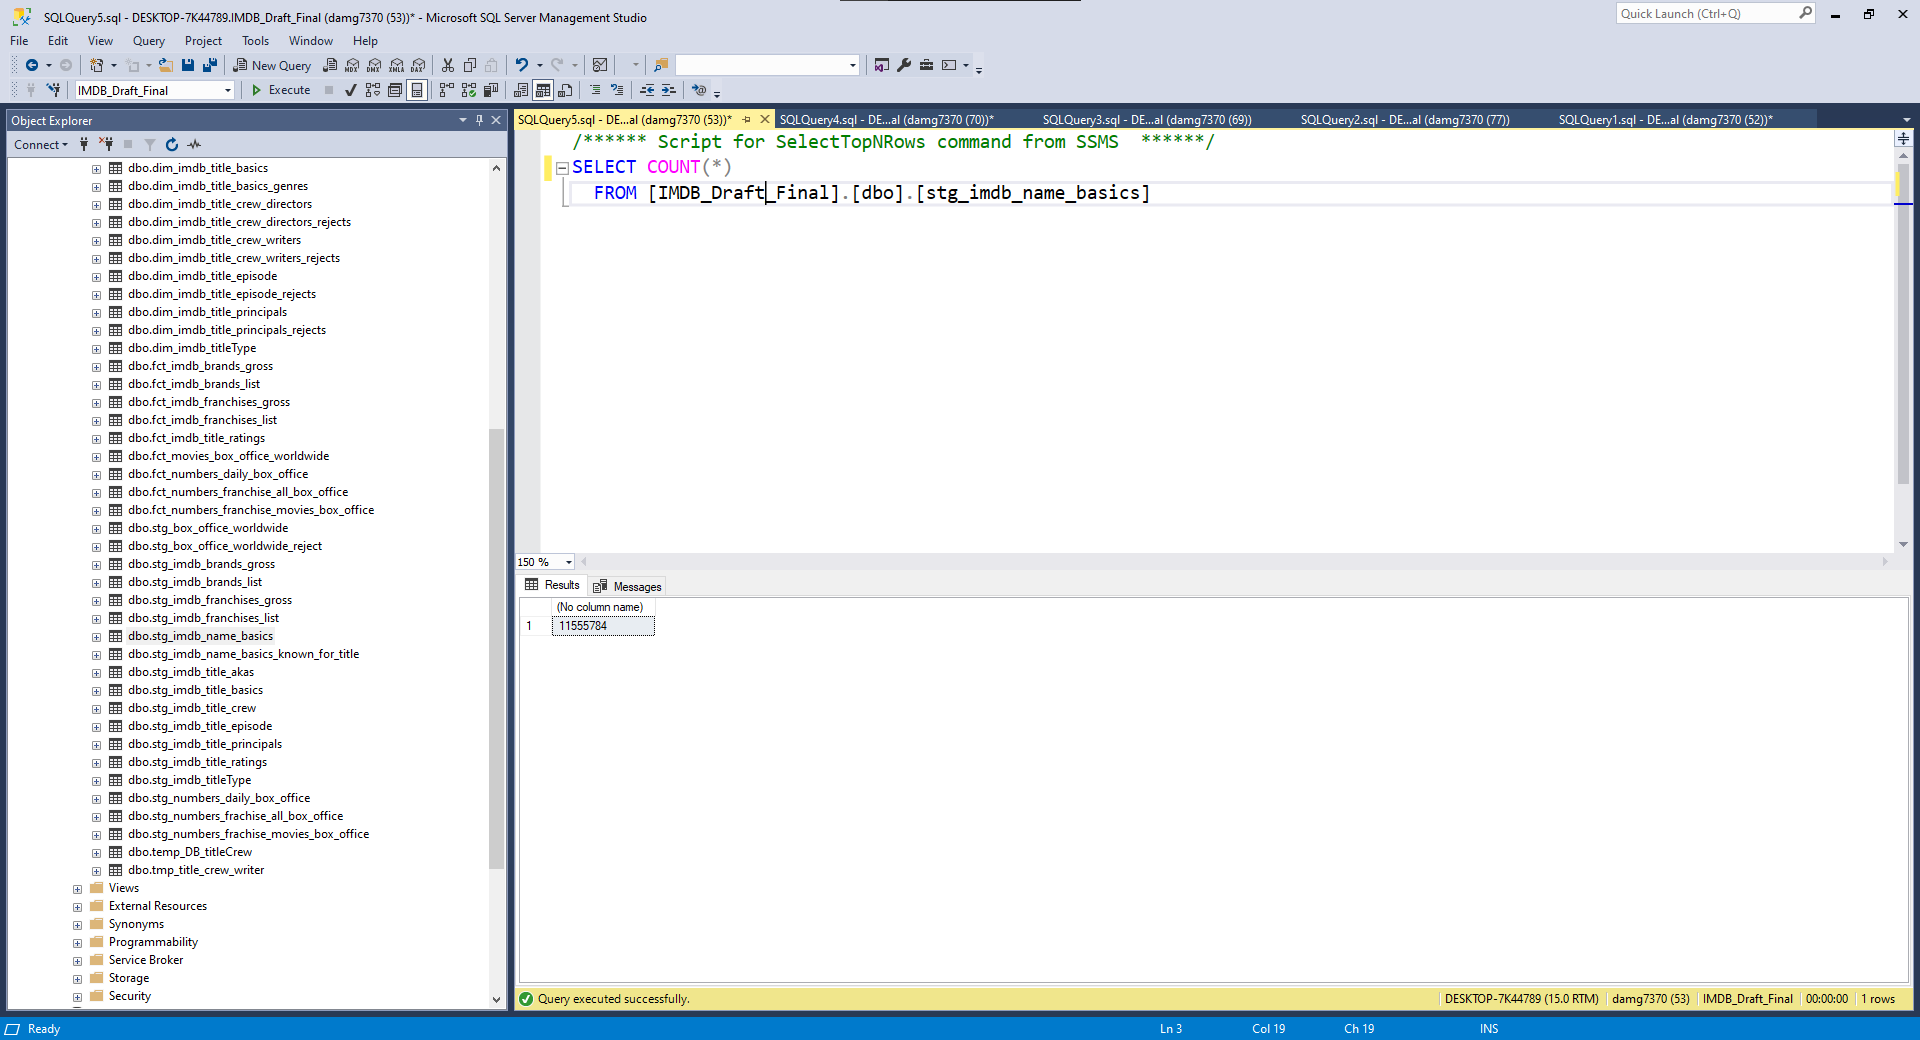 SQLQuery5.sql - DESKTOP-7K44789.IMDB_Draft_Final (damg7370 (53))* - Microsoft SQL Server Management Studio
Quick Launch (Ctrl+Q)
File Edit View Query Project Tools Window Help
New Query
MDX DMX XMLA DAX
IMDB_Draft_Final
Execute
Object Explorer
Connect
dbo.dim_imdb_title_basics
dbo.dim_imdb_title_basics_genres
dbo.dim_imdb_title_crew_directors
dbo.dim_imdb_title_crew_directors_rejects
dbo.dim_imdb_title_crew_writers
dbo.dim_imdb_title_crew_writers_rejects
dbo.dim_imdb_title_episode
dbo.dim_imdb_title_episode_rejects
dbo.dim_imdb_title_principals
dbo.dim_imdb_title_principals_rejects
dbo.dim_imdb_titleType
dbo.fct_imdb_brands_gross
dbo.fct_imdb_brands_list
dbo.fct_imdb_franchises_gross
dbo.fct_imdb_franchises_list
dbo.fct_imdb_title_ratings
dbo.fct_movies_box_office_worldwide
dbo.fct_numbers_daily_box_office
dbo.fct_numbers_franchise_all_box_office
dbo.fct_numbers_franchise_movies_box_office
dbo.stg_box_office_worldwide
dbo.stg_box_office_worldwide_reject
dbo.stg_imdb_brands_gross
dbo.stg_imdb_brands_list
dbo.stg_imdb_franchises_gross
dbo.stg_imdb_franchises_list
dbo.stg_imdb_name_basics
dbo.stg_imdb_name_basics_known_for_title
dbo.stg_imdb_title_akas
dbo.stg_imdb_title_basics
dbo.stg_imdb_title_crew
dbo.stg_imdb_title_episode
dbo.stg_imdb_title_principals
dbo.stg_imdb_title_ratings
dbo.stg_imdb_titleType
dbo.stg_numbers_daily_box_office
dbo.stg_numbers_frachise_all_box_office
dbo.stg_numbers_frachise_movies_box_office
dbo.temp_DB_titleCrew
dbo.tmp_title_crew_writer
Views
External Resources
Synonyms
Programmability
Service Broker
Storage
Security
SQLQuery5.sql - DE...al (damg7370 (53))* SQLQuery4.sql - DE...al (damg7370 (70))* SQLQuery3.sql - DE...al (damg7370 (69)) SQLQuery2.sql - DE...al (damg7370 (77)) SQLQuery1.sql - DE...al (damg7370 (52))*
/****** Script for SelectTopNRows command from SSMS ******/
SELECT COUNT(*)
FROM [IMDB_Draft_Final].[dbo].[stg_imdb_name_basics]
150 %
Results Messages
(No column name)
1 11555784
Query executed successfully. DESKTOP-7K44789 (15.0 RTM) damg7370 (53) IMDB_Draft_Final 00:00:00 1 rows
Ready Ln 3 Col 19 Ch 19 INS